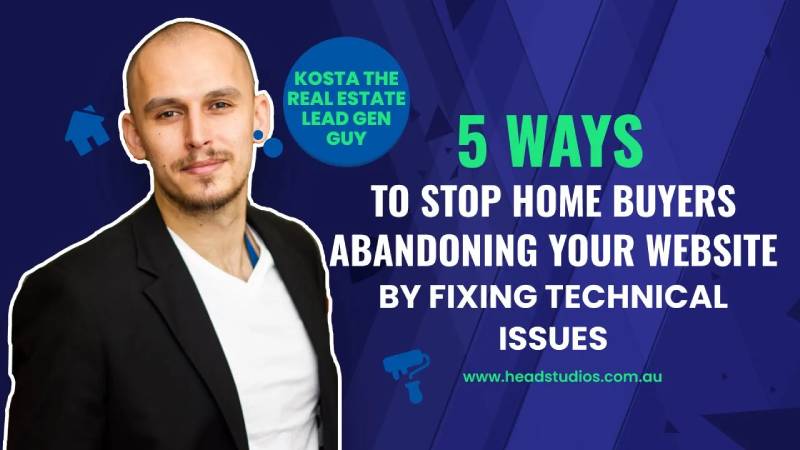 KOSTA THE
REAL ESTATE
LEAD GEN
GUY
5 WAYS
TO STOP HOME BUYERS
ABANDONING YOUR WEBSITE
BY FIXING TECHNICAL
ISSUES
www.headstudios.com.au